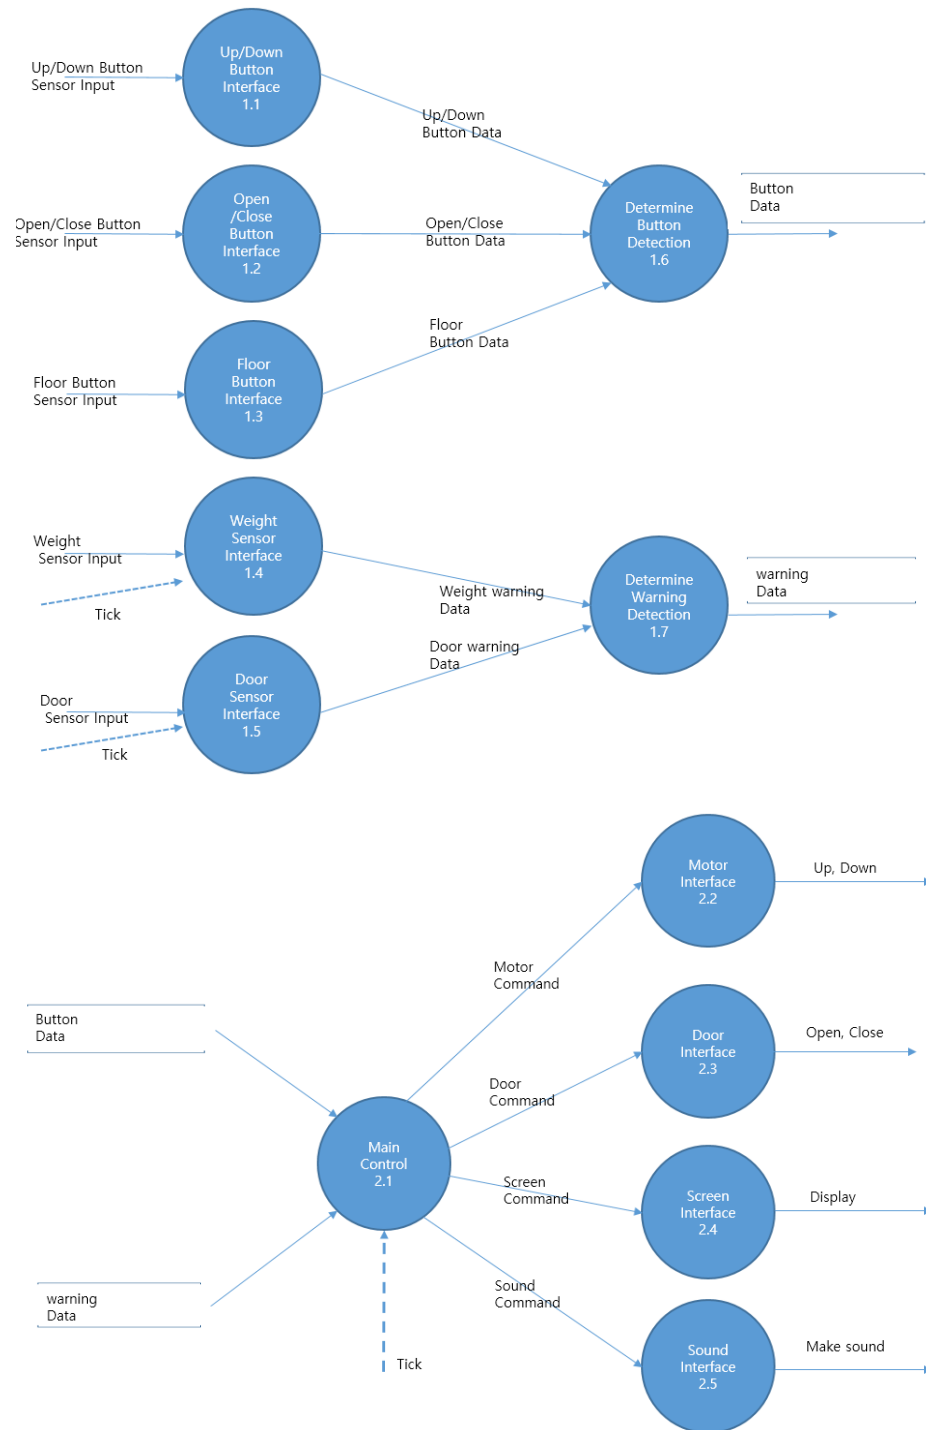 Up/Down Button
Sensor Input
Up/Down
Button
Interface
1.1
Up/Down
Button Data
Open/Close Button
Sensor Input
Open
/Close
Button
Interface
1.2
Open/Close
Button Data
Determine
Button
Detection
1.6
Button
Data
Floor Button
Sensor Input
Floor
Button
Interface
1.3
Floor
Button Data
Weight
Sensor Input
Tick
Weight
Sensor
Interface
1.4
Weight warning
Data
Determine
Warning
Detection
1.7
warning
Data
Door
Sensor Input
Tick
Door
Sensor
Interface
1.5
Door warning
Data
Button
Data
warning
Data
Main
Control
2.1
Tick
Motor
Command
Motor
Interface
2.2
Up, Down
Door
Command
Door
Interface
2.3
Open, Close
Screen
Command
Screen
Interface
2.4
Display
Sound
Command
Sound
Interface
2.5
Make sound